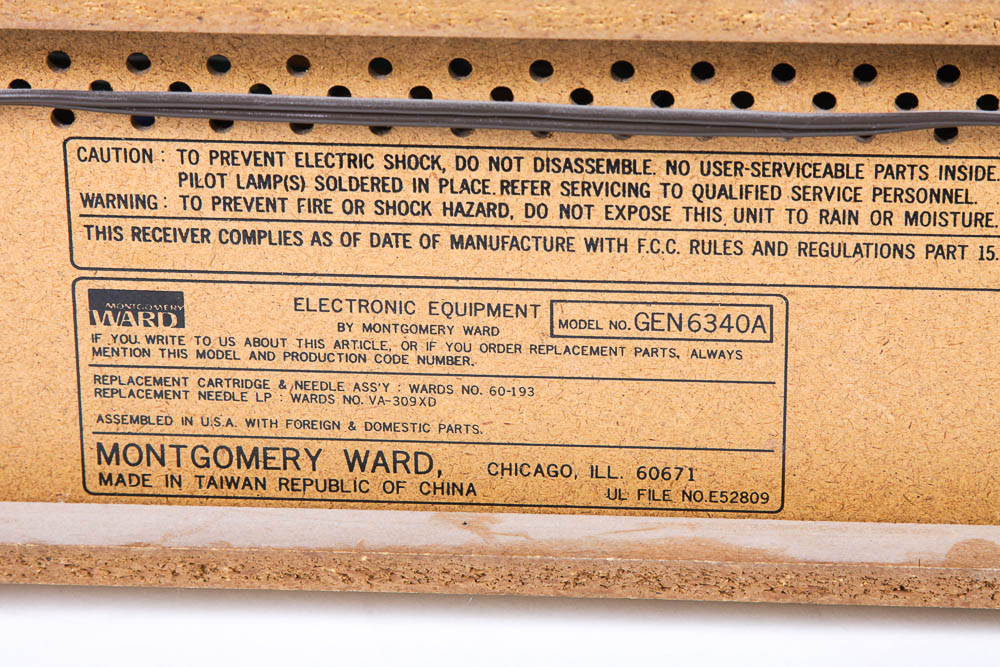 CAUTION : TO PREVENT ELECTRIC SHOCK, DO NOT DISASSEMBLE. NO USER-SERVICEABLE PARTS INSIDE.
PILOT LAMP(S) SOLDERED IN PLACE. REFER SERVICING TO QUALIFIED SERVICE PERSONNEL.
WARNING : TO PREVENT FIRE OR SHOCK HAZARD, DO NOT EXPOSE THIS UNIT TO RAIN OR MOISTURE.
THIS RECEIVER COMPLIES AS OF DATE OF MANUFACTURE WITH F.C.C. RULES AND REGULATIONS PART 15.
MONTGOMERY
WARD
ELECTRONIC EQUIPMENT
BY MONTGOMERY WARD
MODEL NO. GEN6340A
IF YOU WRITE TO US ABOUT THIS ARTICLE, OR IF YOU ORDER REPLACEMENT PARTS, ALWAYS
MENTION THIS MODEL AND PRODUCTION CODE NUMBER.
REPLACEMENT CARTRIDGE & NEEDLE ASS'Y : WARDS NO. 60-193
REPLACEMENT NEEDLE LP : WARDS NO. VA-309XD
ASSEMBLED IN U.S.A. WITH FOREIGN & DOMESTIC PARTS.
MONTGOMERY WARD, CHICAGO, ILL. 60671
MADE IN TAIWAN REPUBLIC OF CHINA
UL FILE NO.E52809